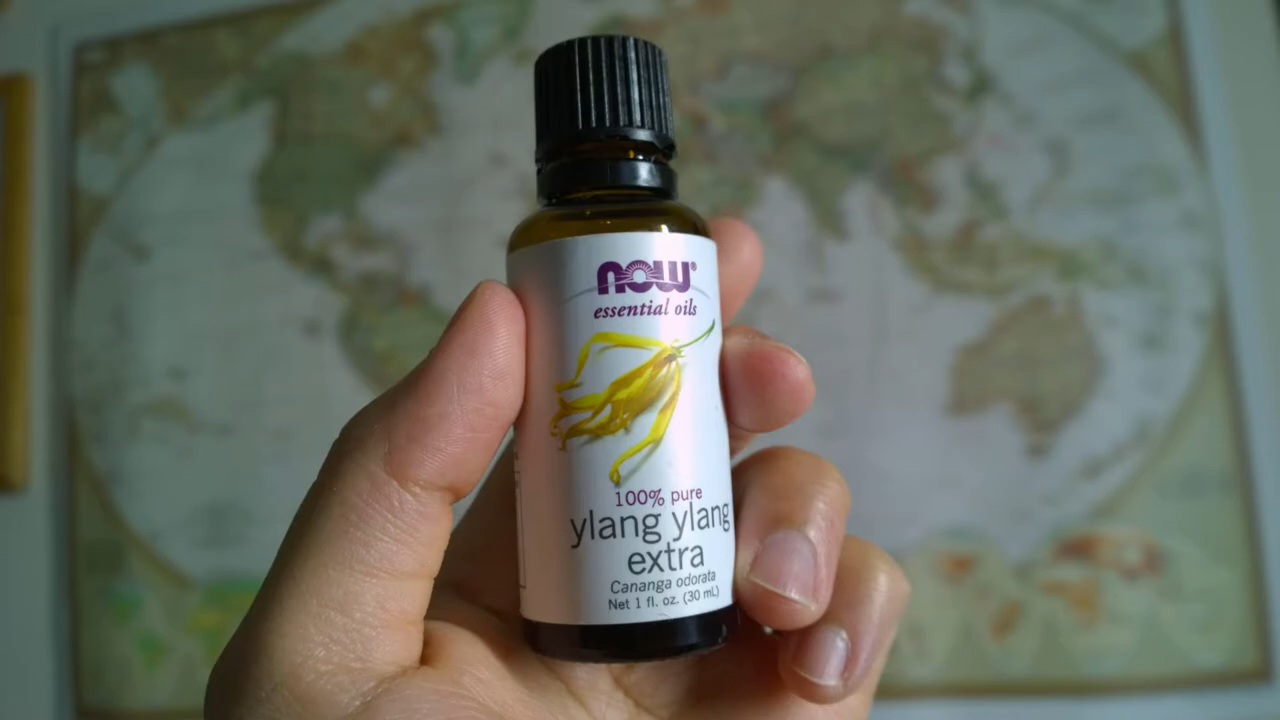 NOW®
essential oils
100% pure
ylang ylang
extra
Cananga odorata
Net 1 fl. oz. (30 mL)